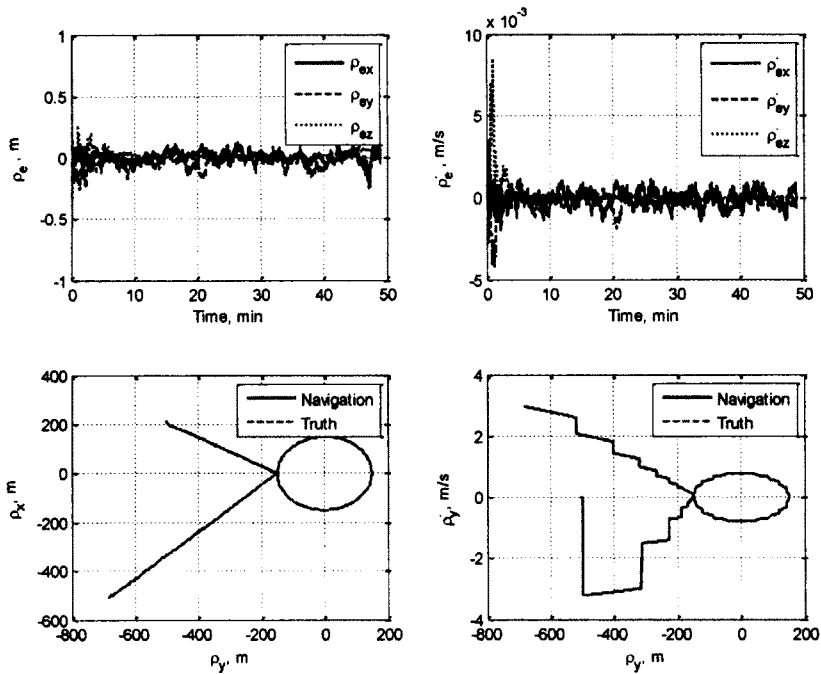 1
0.5
0
-0.5
-1
0 10 20 30 40 50
ρe, m
Time, min
ρex
ρey
ρez
x 10⁻³
10
5
0
-5
0 10 20 30 40 50
ρ̇e, m/s
Time, min
ρ̇ex
ρ̇ey
ρ̇ez
400
200
0
-200
-400
-600
-800 -600 -400 -200 0 200
ρx, m
ρy, m
Navigation
Truth
4
2
0
-2
-4
-800 -600 -400 -200 0 200
ρ̇y, m/s
ρy, m
Navigation
Truth